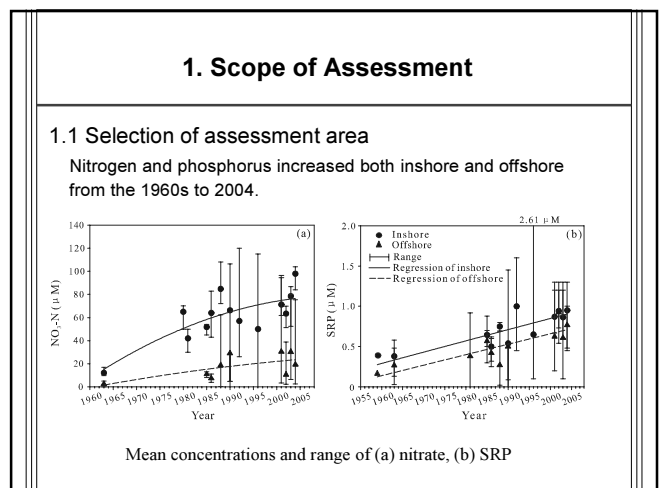 1. Scope of Assessment
1.1 Selection of assessment area
Nitrogen and phosphorus increased both inshore and offshore
from the 1960s to 2004.
140
120
100
80
60
40
20
0
NO₃-N (μM)
(a)
1960 1965 1970 1975 1980 1985 1990 1995 2000 2005
Year
2.61 μM
2.0
1.5
1.0
0.5
0
SRP (μM)
(b)
Inshore
Offshore
Range
Regression of inshore
Regression of offshore
1955 1960 1965 1970 1975 1980 1985 1990 1995 2000 2005
Year
Mean concentrations and range of (a) nitrate, (b) SRP